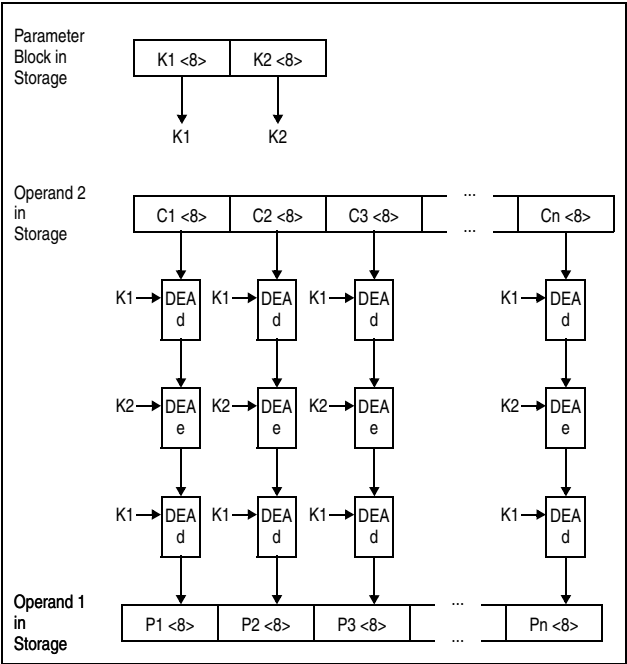 Parameter
Block in
Storage
K1 <8> K2 <8>
K1 K2
Operand 2
in
Storage
...
C1 <8> C2 <8> C3 <8> Cn <8>
...
K1 DEA K1 DEA K1 DEA K1 DEA
d d d d
K2 DEA K2 DEA K2 DEA K2 DEA
e e e e
K1 DEA K1 DEA K1 DEA K1 DEA
d d d d
Operand 1
in
Storage
...
P1 <8> P2 <8> P3 <8> Pn <8>
...